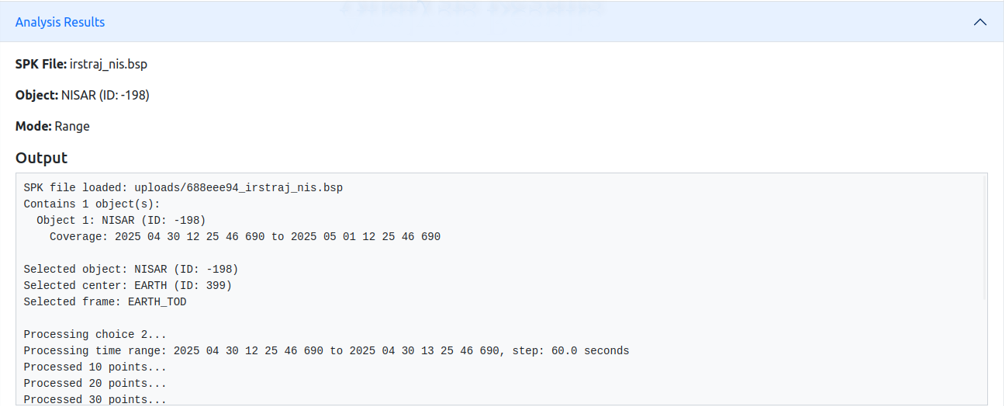 Analysis Results
SPK File: irstraj_nis.bsp
Object: NISAR (ID: -198)
Mode: Range
Output
SPK file loaded: uploads/688eee94_irstraj_nis.bsp
Contains 1 object(s):
  Object 1: NISAR (ID: -198)
    Coverage: 2025 04 30 12 25 46 690 to 2025 05 01 12 25 46 690

Selected object: NISAR (ID: -198)
Selected center: EARTH (ID: 399)
Selected frame: EARTH_TOD

Processing choice 2...
Processing time range: 2025 04 30 12 25 46 690 to 2025 04 30 13 25 46 690, step: 60.0 seconds
Processed 10 points...
Processed 20 points...
Processed 30 points...